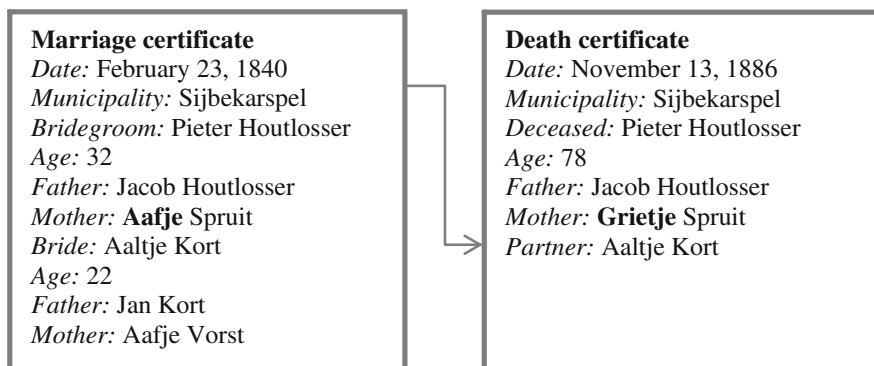 Marriage certificate
Date: February 23, 1840
Municipality: Sijbekarspel
Bridegroom: Pieter Houtlosser
Age: 32
Father: Jacob Houtlosser
Mother: Aafje Spruit
Bride: Aaltje Kort
Age: 22
Father: Jan Kort
Mother: Aafje Vorst
Death certificate
Date: November 13, 1886
Municipality: Sijbekarspel
Deceased: Pieter Houtlosser
Age: 78
Father: Jacob Houtlosser
Mother: Grietje Spruit
Partner: Aaltje Kort